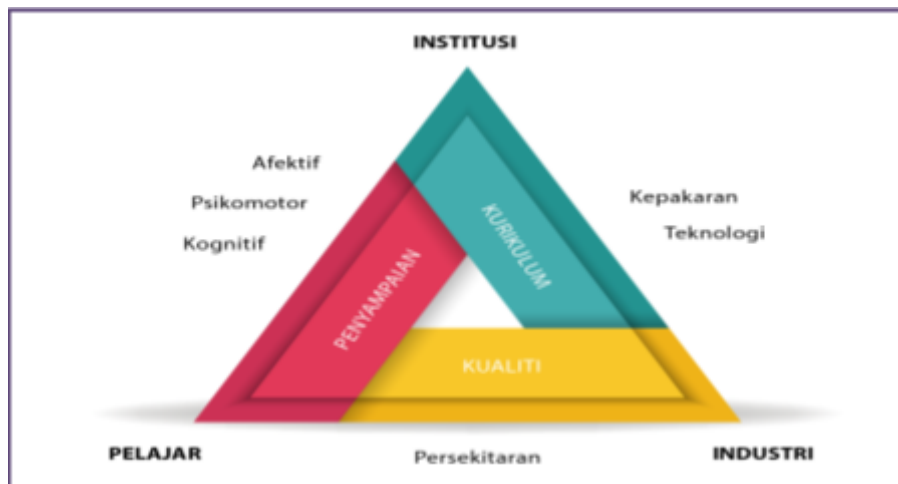 INSTITUSI
Afektif
Psikomotor
Kognitif
Kepakaran
Teknologi
KURIKULUM
PENYAMPAIAN
KUALITI
PELAJAR
Persekitaran
INDUSTRI